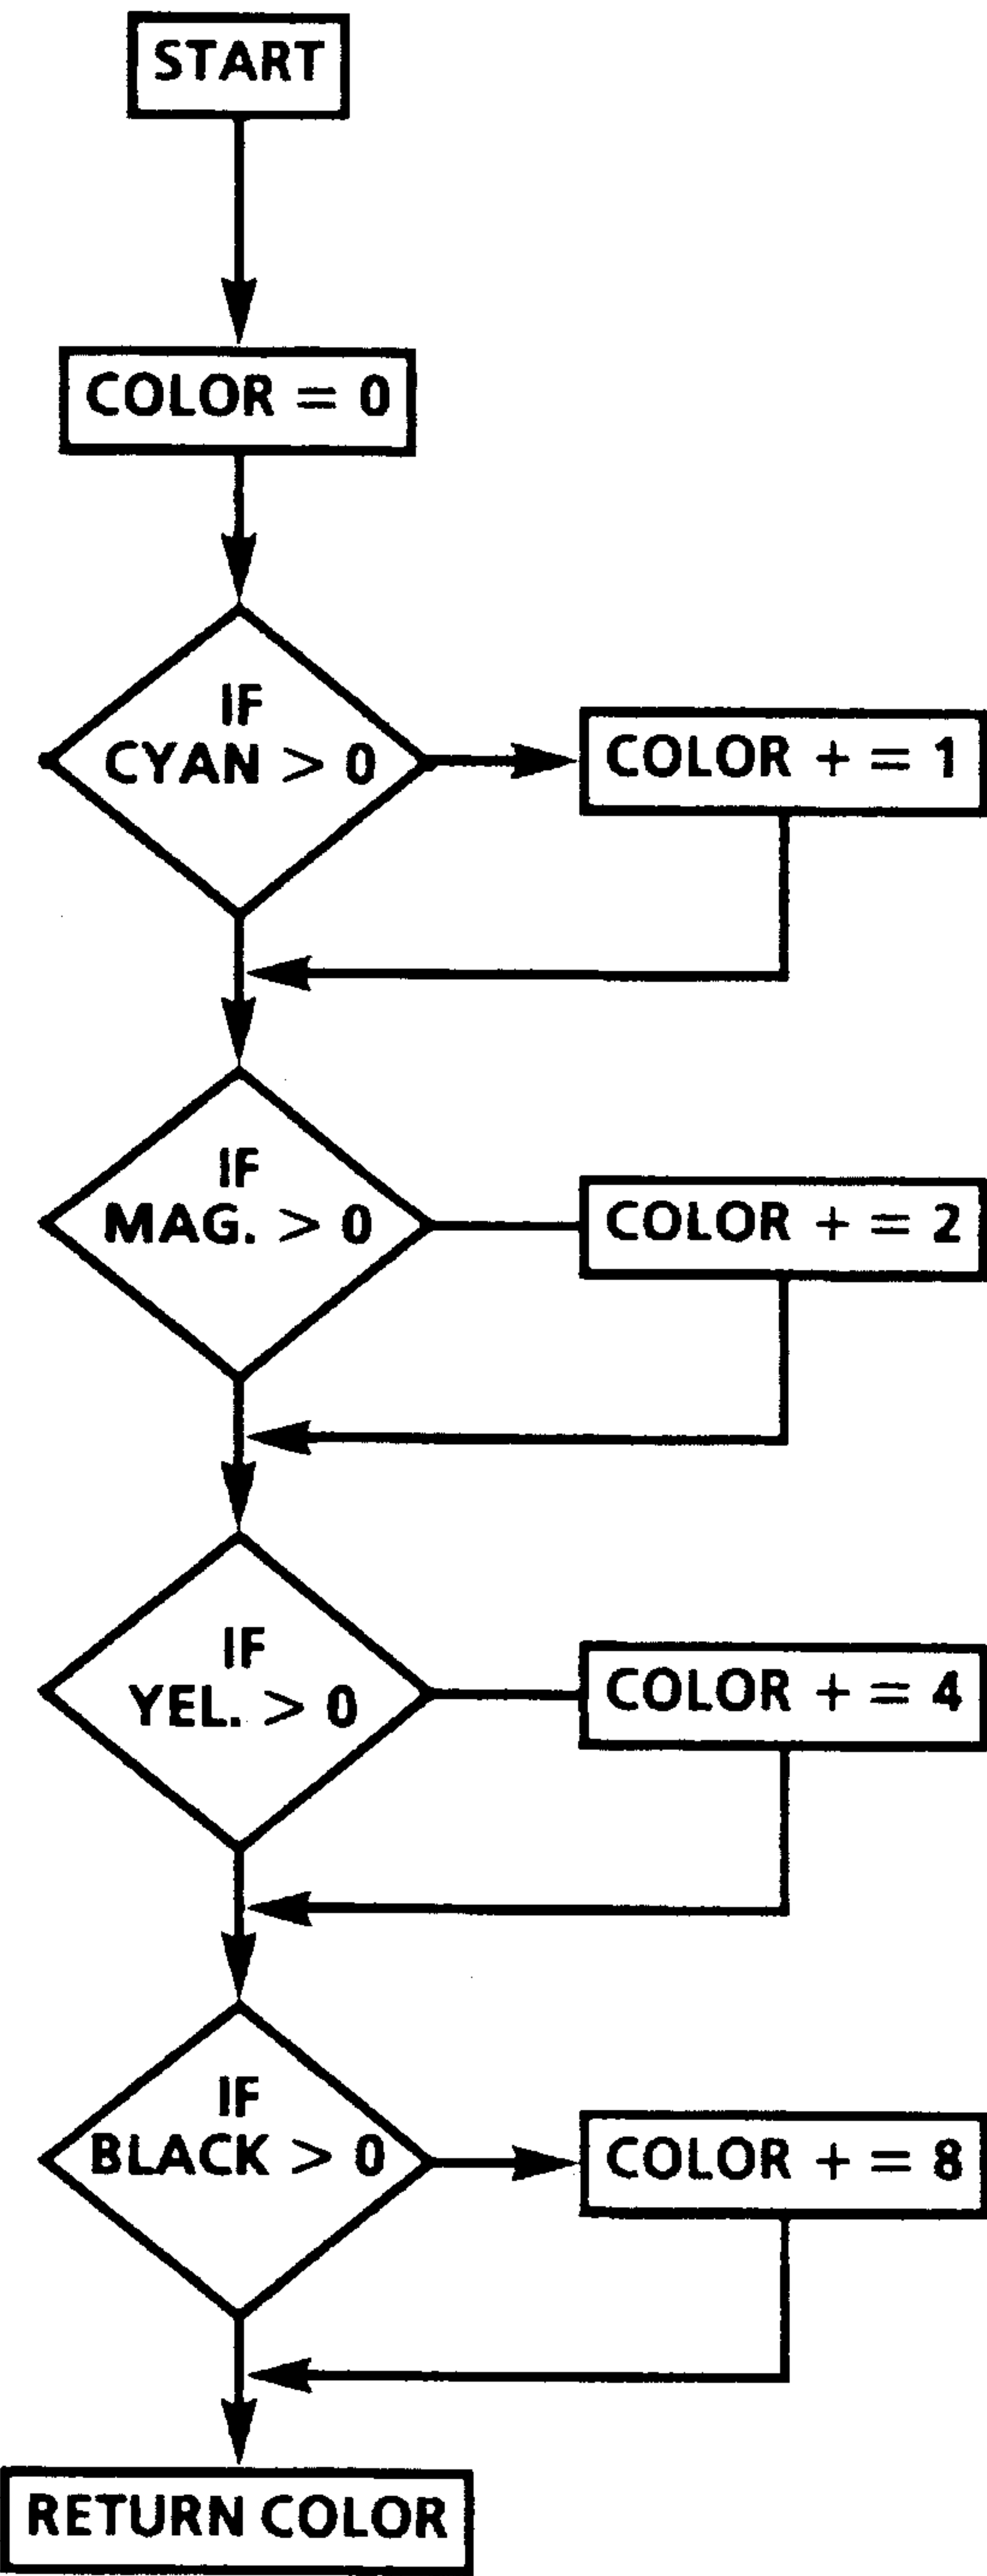 START
COLOR = 0
IF
CYAN > 0
COLOR + = 1
IF
MAG. > 0
COLOR + = 2
IF
YEL. > 0
COLOR + = 4
IF
BLACK > 0
COLOR + = 8
RETURN COLOR